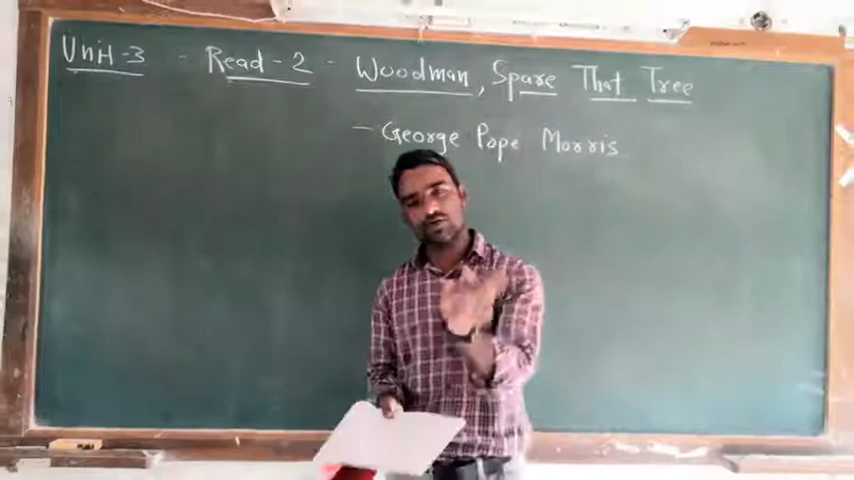 Unit-3 - Read-2 - Woodman, Spare That Tree
- George Pope Morris